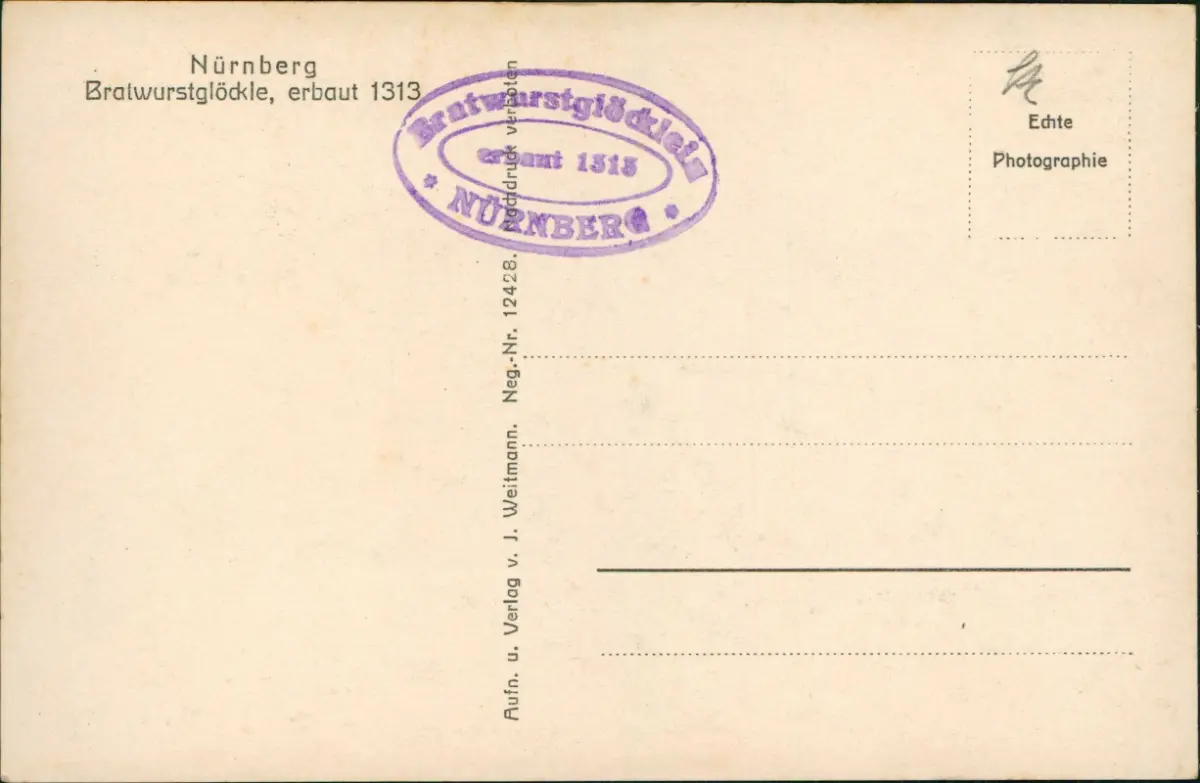 Nürnberg
Bratwurstglöckle, erbaut 1313
Bratwurstglöcklein
erbaut 1313
* NÜRNBERG *
Echte
Photographie
Aufn. u. Verlag v. J. Weitmann. Neg.-Nr. 12428. Nachdruck verboten